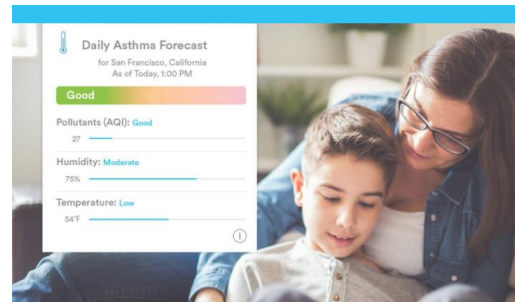 Daily Asthma Forecast
for San Francisco, California
As of Today, 1:00 PM
Good
Pollutants (AQI): Good
27
Humidity: Moderate
75%
Temperature: Low
54°F
i